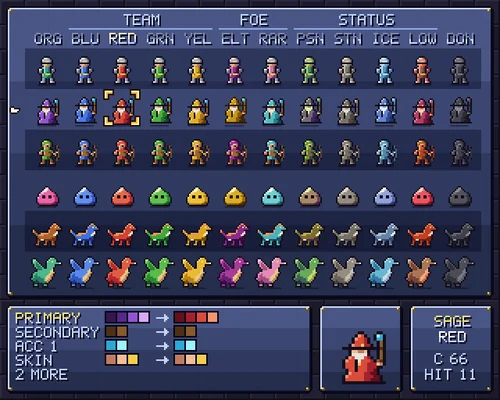 TEAM FOE STATUS
ORG BLU RED GRN YEL ELT RAR PSN STN ICE LOW DON
PRIMARY
SECONDARY
ACC 1
SKIN
2 MORE
SAGE
RED
C 66
HIT 11